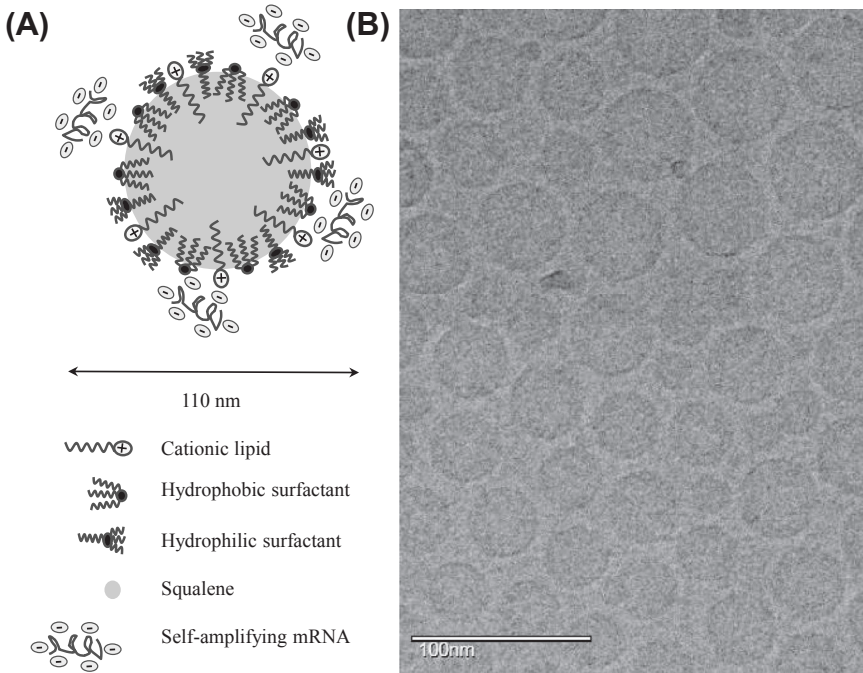 (A)
(B)
110 nm
Cationic lipid
Hydrophobic surfactant
Hydrophilic surfactant
Squalene
Self-amplifying mRNA
100nm